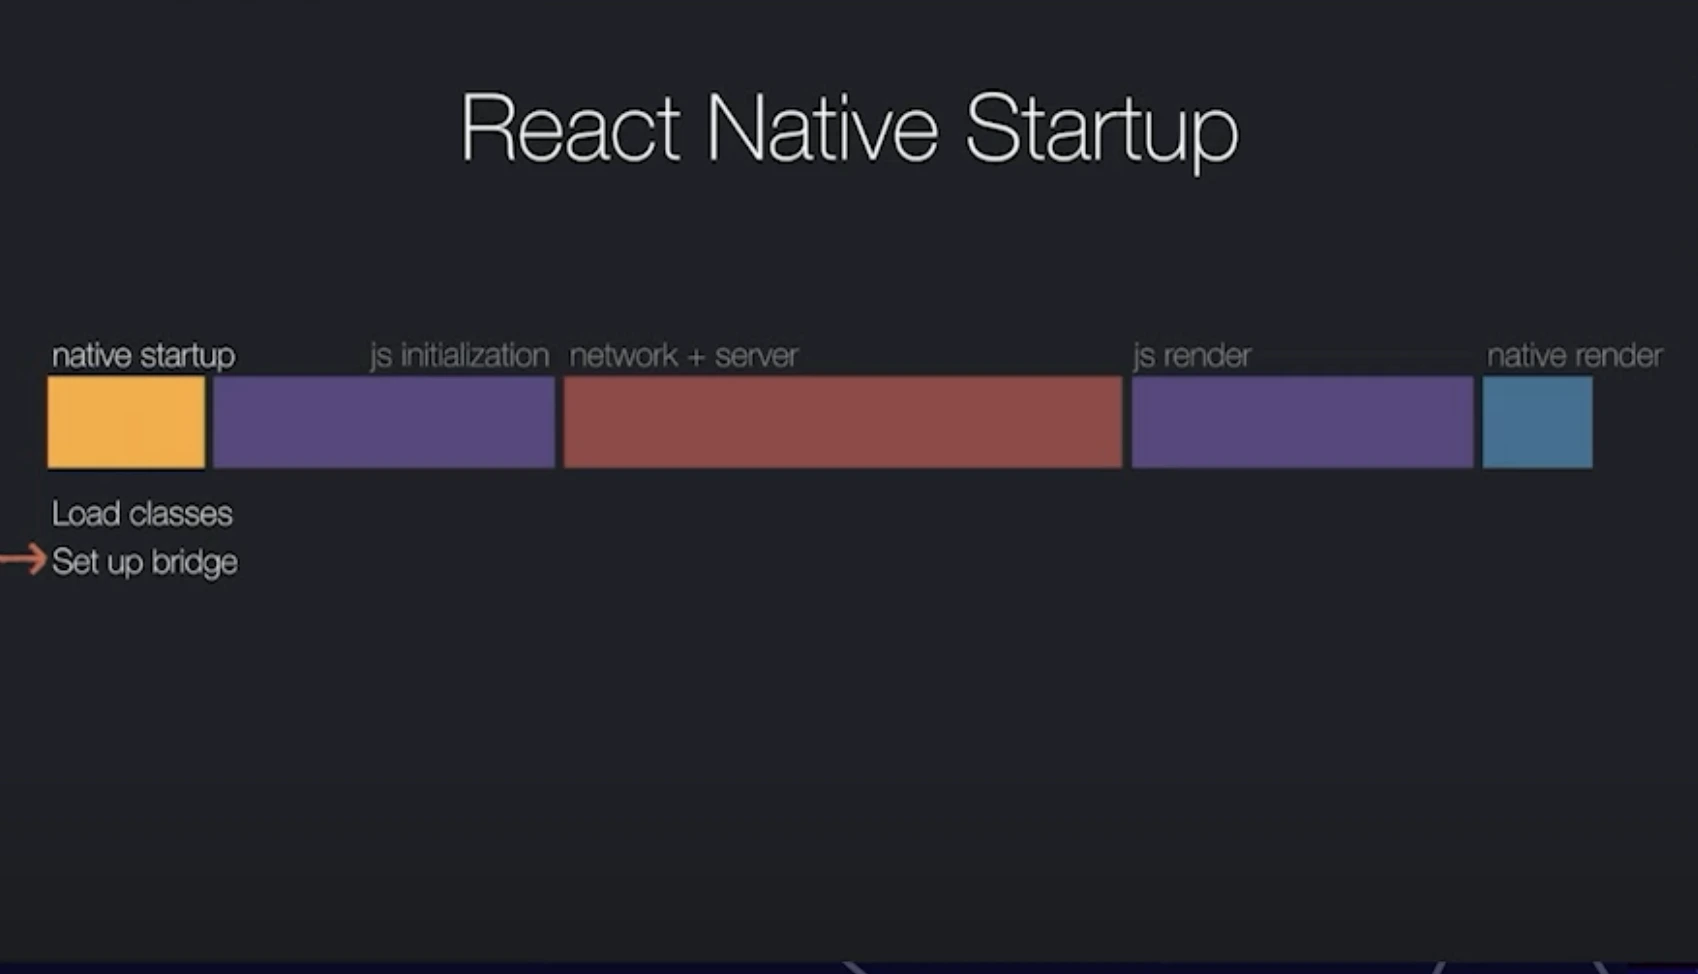 React Native Startup
native startup
js initialization
network + server
js render
native render
Load classes
Set up bridge